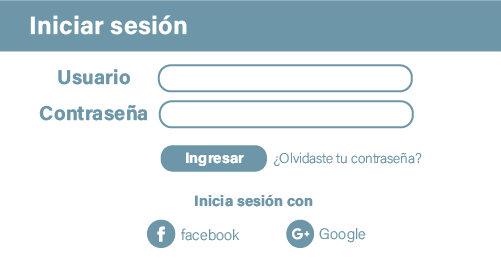 Iniciar sesión
Usuario
Contraseña
Ingresar ¿Olvidaste tu contraseña?
Inicia sesión con
f facebook G+ Google